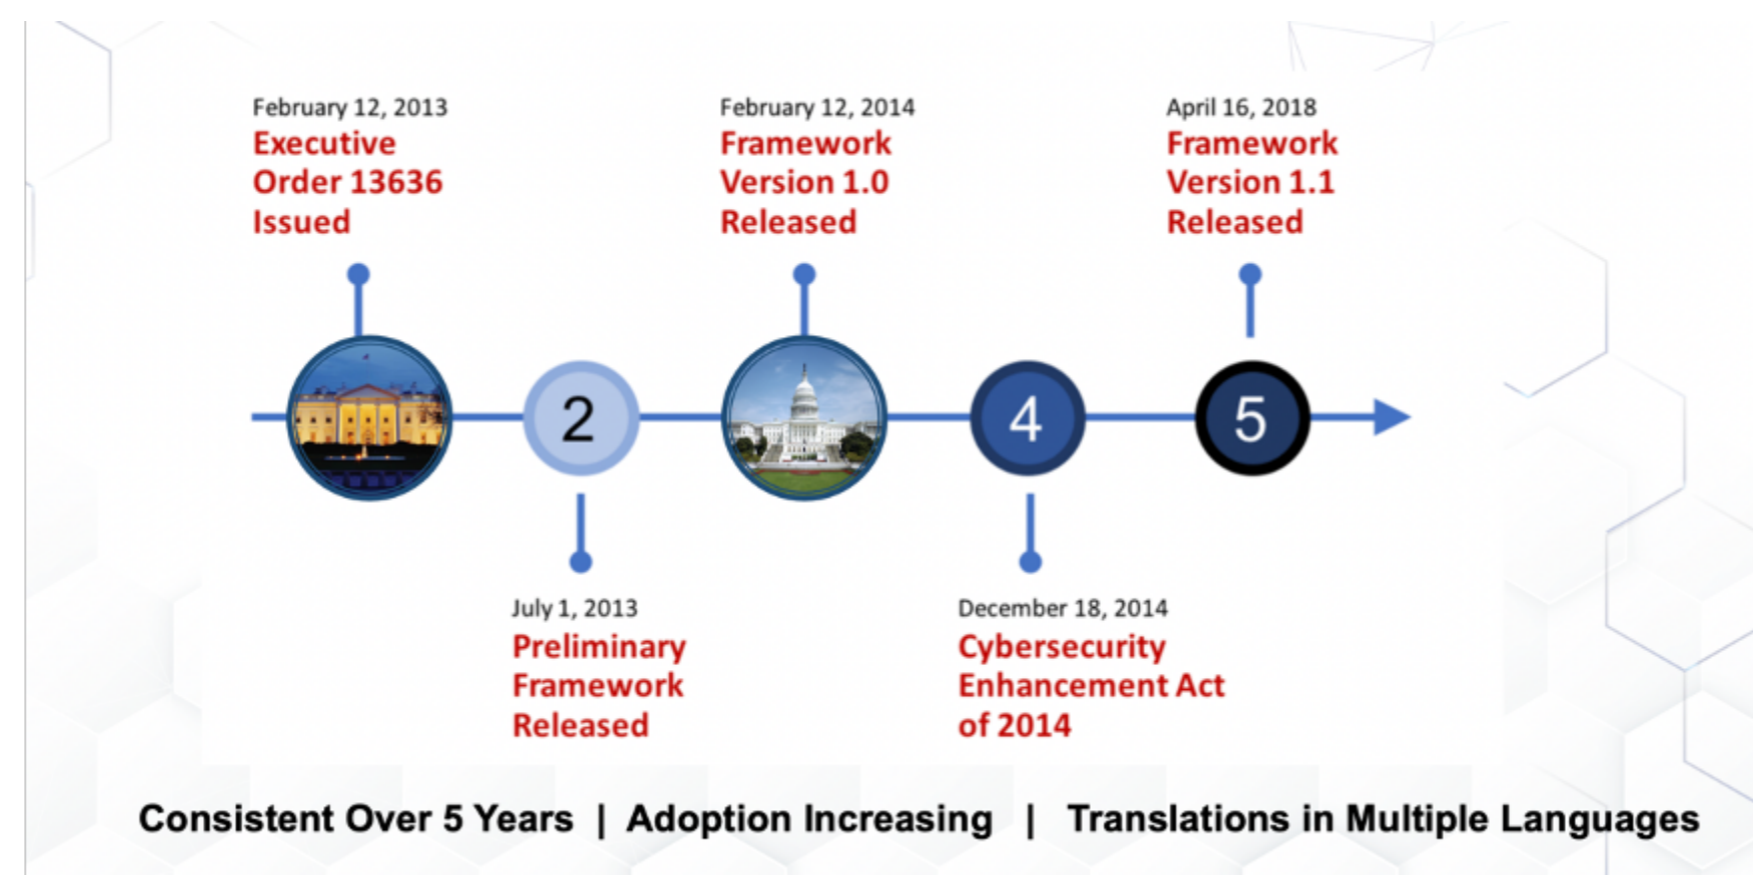 February 12, 2013
Executive
Order 13636
Issued
February 12, 2014
Framework
Version 1.0
Released
April 16, 2018
Framework
Version 1.1
Released
2
4
5
July 1, 2013
Preliminary
Framework
Released
December 18, 2014
Cybersecurity
Enhancement Act
of 2014
Consistent Over 5 Years | Adoption Increasing | Translations in Multiple Languages